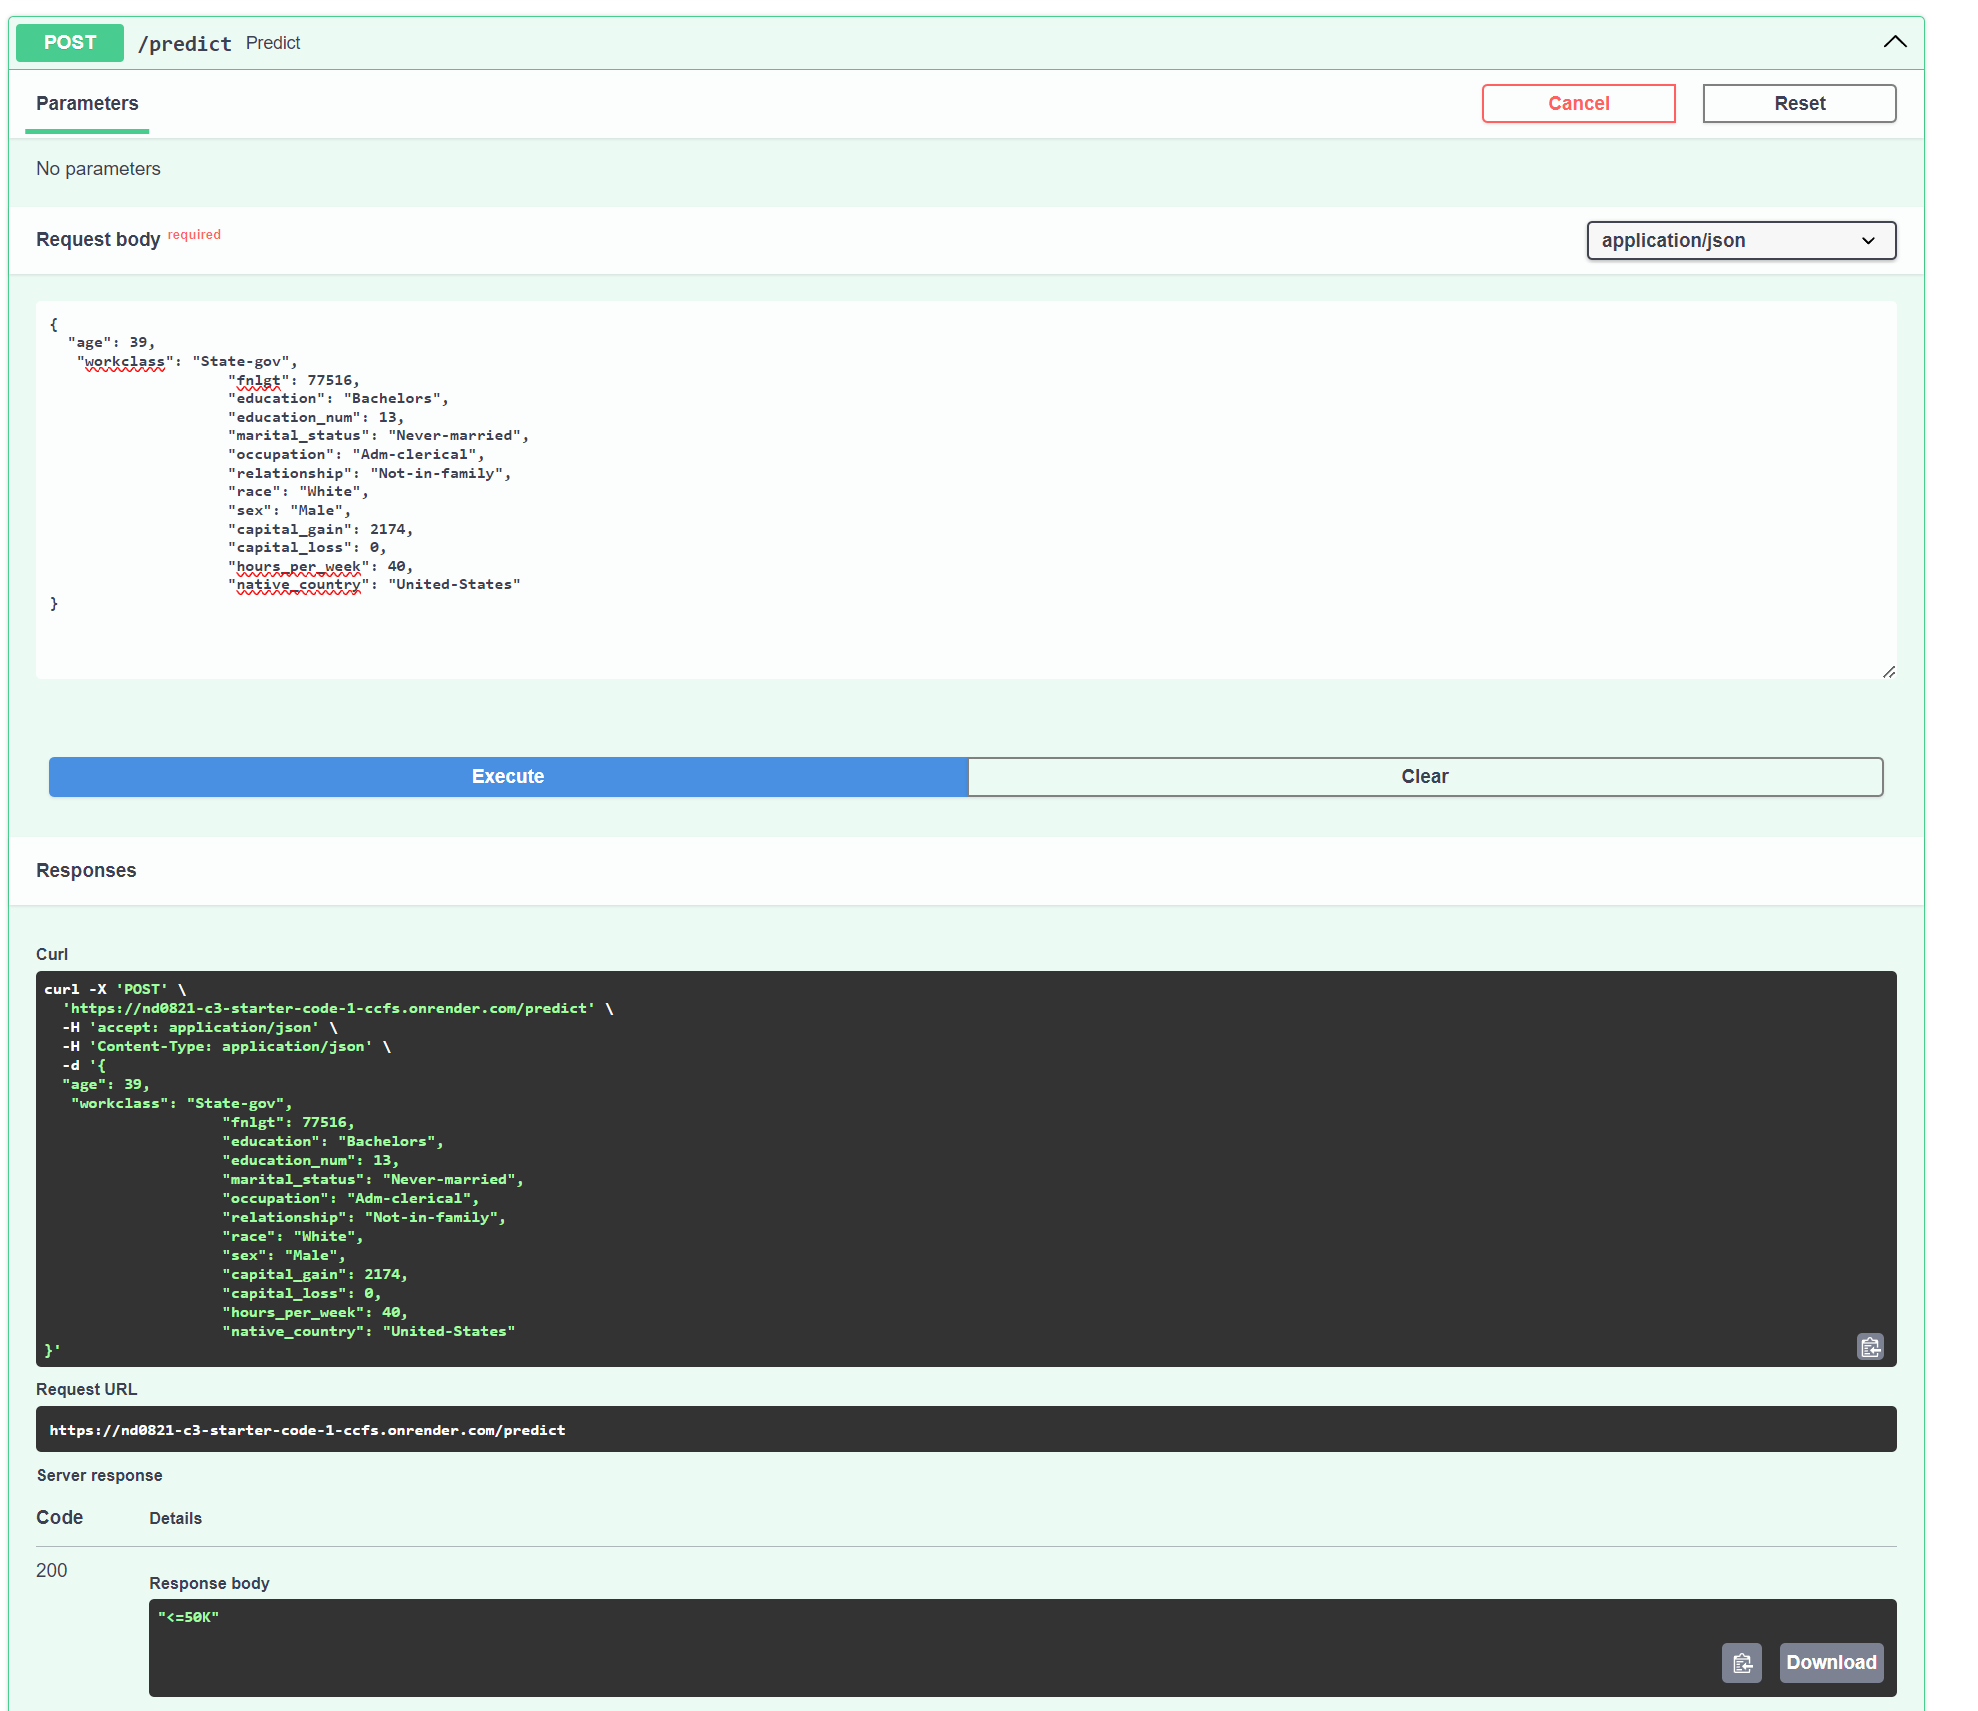 POST /predict Predict
Parameters
Cancel
Reset
No parameters
Request body required
application/json
{
  "age": 39,
   "workclass": "State-gov",
                    "fnlgt": 77516,
                    "education": "Bachelors",
                    "education_num": 13,
                    "marital_status": "Never-married",
                    "occupation": "Adm-clerical",
                    "relationship": "Not-in-family",
                    "race": "White",
                    "sex": "Male",
                    "capital_gain": 2174,
                    "capital_loss": 0,
                    "hours_per_week": 40,
                    "native_country": "United-States"
}
Execute
Clear
Responses
Curl
curl -X 'POST' \
  'https://nd0821-c3-starter-code-1-ccfs.onrender.com/predict' \
  -H 'accept: application/json' \
  -H 'Content-Type: application/json' \
  -d '{
  "age": 39,
   "workclass": "State-gov",
                    "fnlgt": 77516,
                    "education": "Bachelors",
                    "education_num": 13,
                    "marital_status": "Never-married",
                    "occupation": "Adm-clerical",
                    "relationship": "Not-in-family",
                    "race": "White",
                    "sex": "Male",
                    "capital_gain": 2174,
                    "capital_loss": 0,
                    "hours_per_week": 40,
                    "native_country": "United-States"
}'
Request URL
https://nd0821-c3-starter-code-1-ccfs.onrender.com/predict
Server response
Code Details
200
Response body
"<=50K"
Download